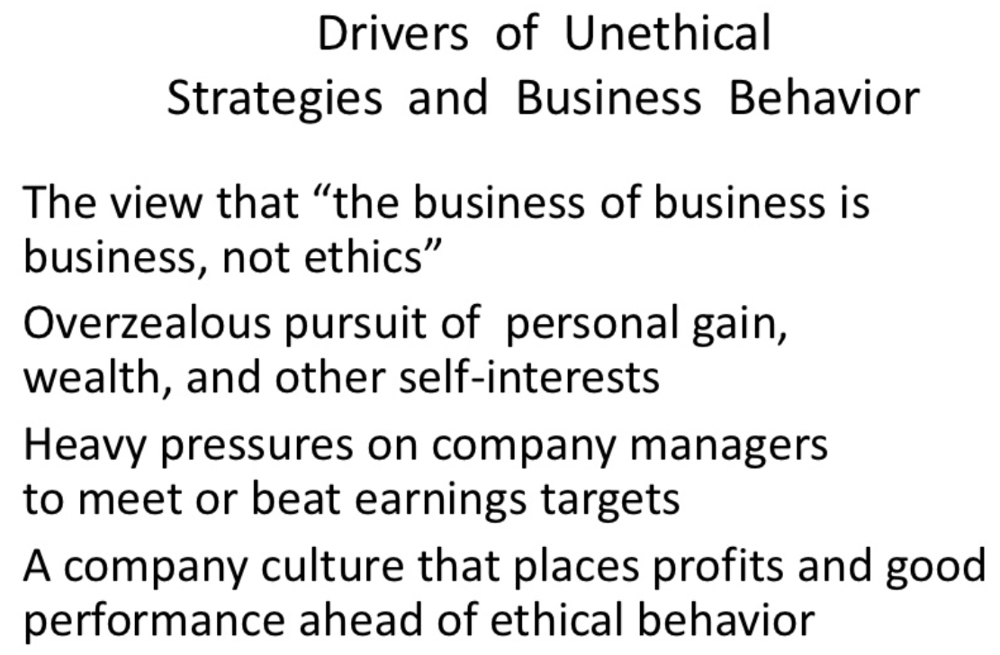 Drivers of Unethical
Strategies and Business Behavior
The view that “the business of business is
business, not ethics”
Overzealous pursuit of personal gain,
wealth, and other self-interests
Heavy pressures on company managers
to meet or beat earnings targets
A company culture that places profits and good
performance ahead of ethical behavior